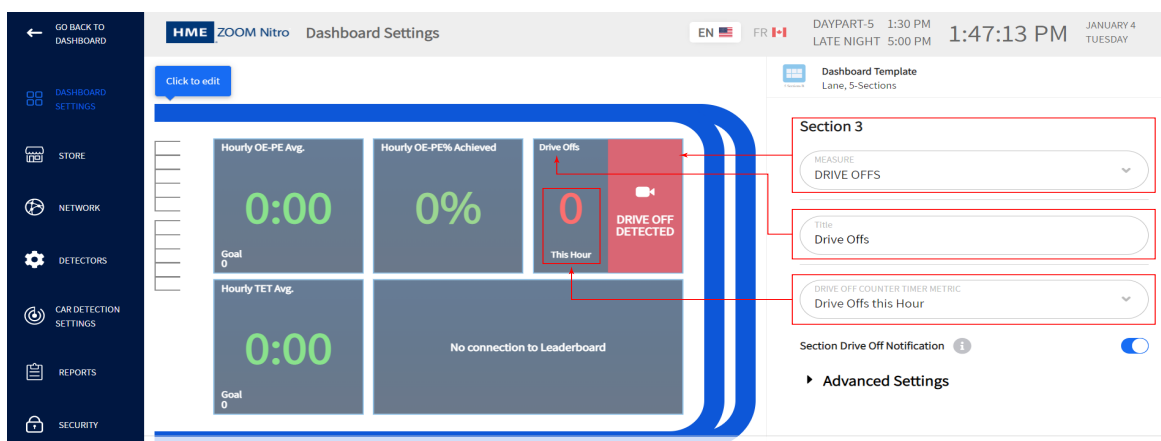 GO BACK TO
DASHBOARD
HME ZOOM Nitro
Dashboard Settings
EN
FR
DAYPART-5 1:30 PM
LATE NIGHT 5:00 PM
1:47:13 PM
JANUARY 4
TUESDAY
DASHBOARD
SETTINGS
STORE
NETWORK
DETECTORS
CAR DETECTION
SETTINGS
REPORTS
SECURITY
Click to edit
Hourly OE-PE Avg.
0:00
Goal
0
Hourly OE-PE% Achieved
0%
Drive Offs
0
This Hour
DRIVE OFF
DETECTED
Hourly TET Avg.
0:00
Goal
0
No connection to Leaderboard
Dashboard Template
Lane, 5-Sections
Section 3
MEASURE
DRIVE OFFS
Title
Drive Offs
DRIVE OFF COUNTER TIMER METRIC
Drive Offs this Hour
Section Drive Off Notification i
Advanced Settings